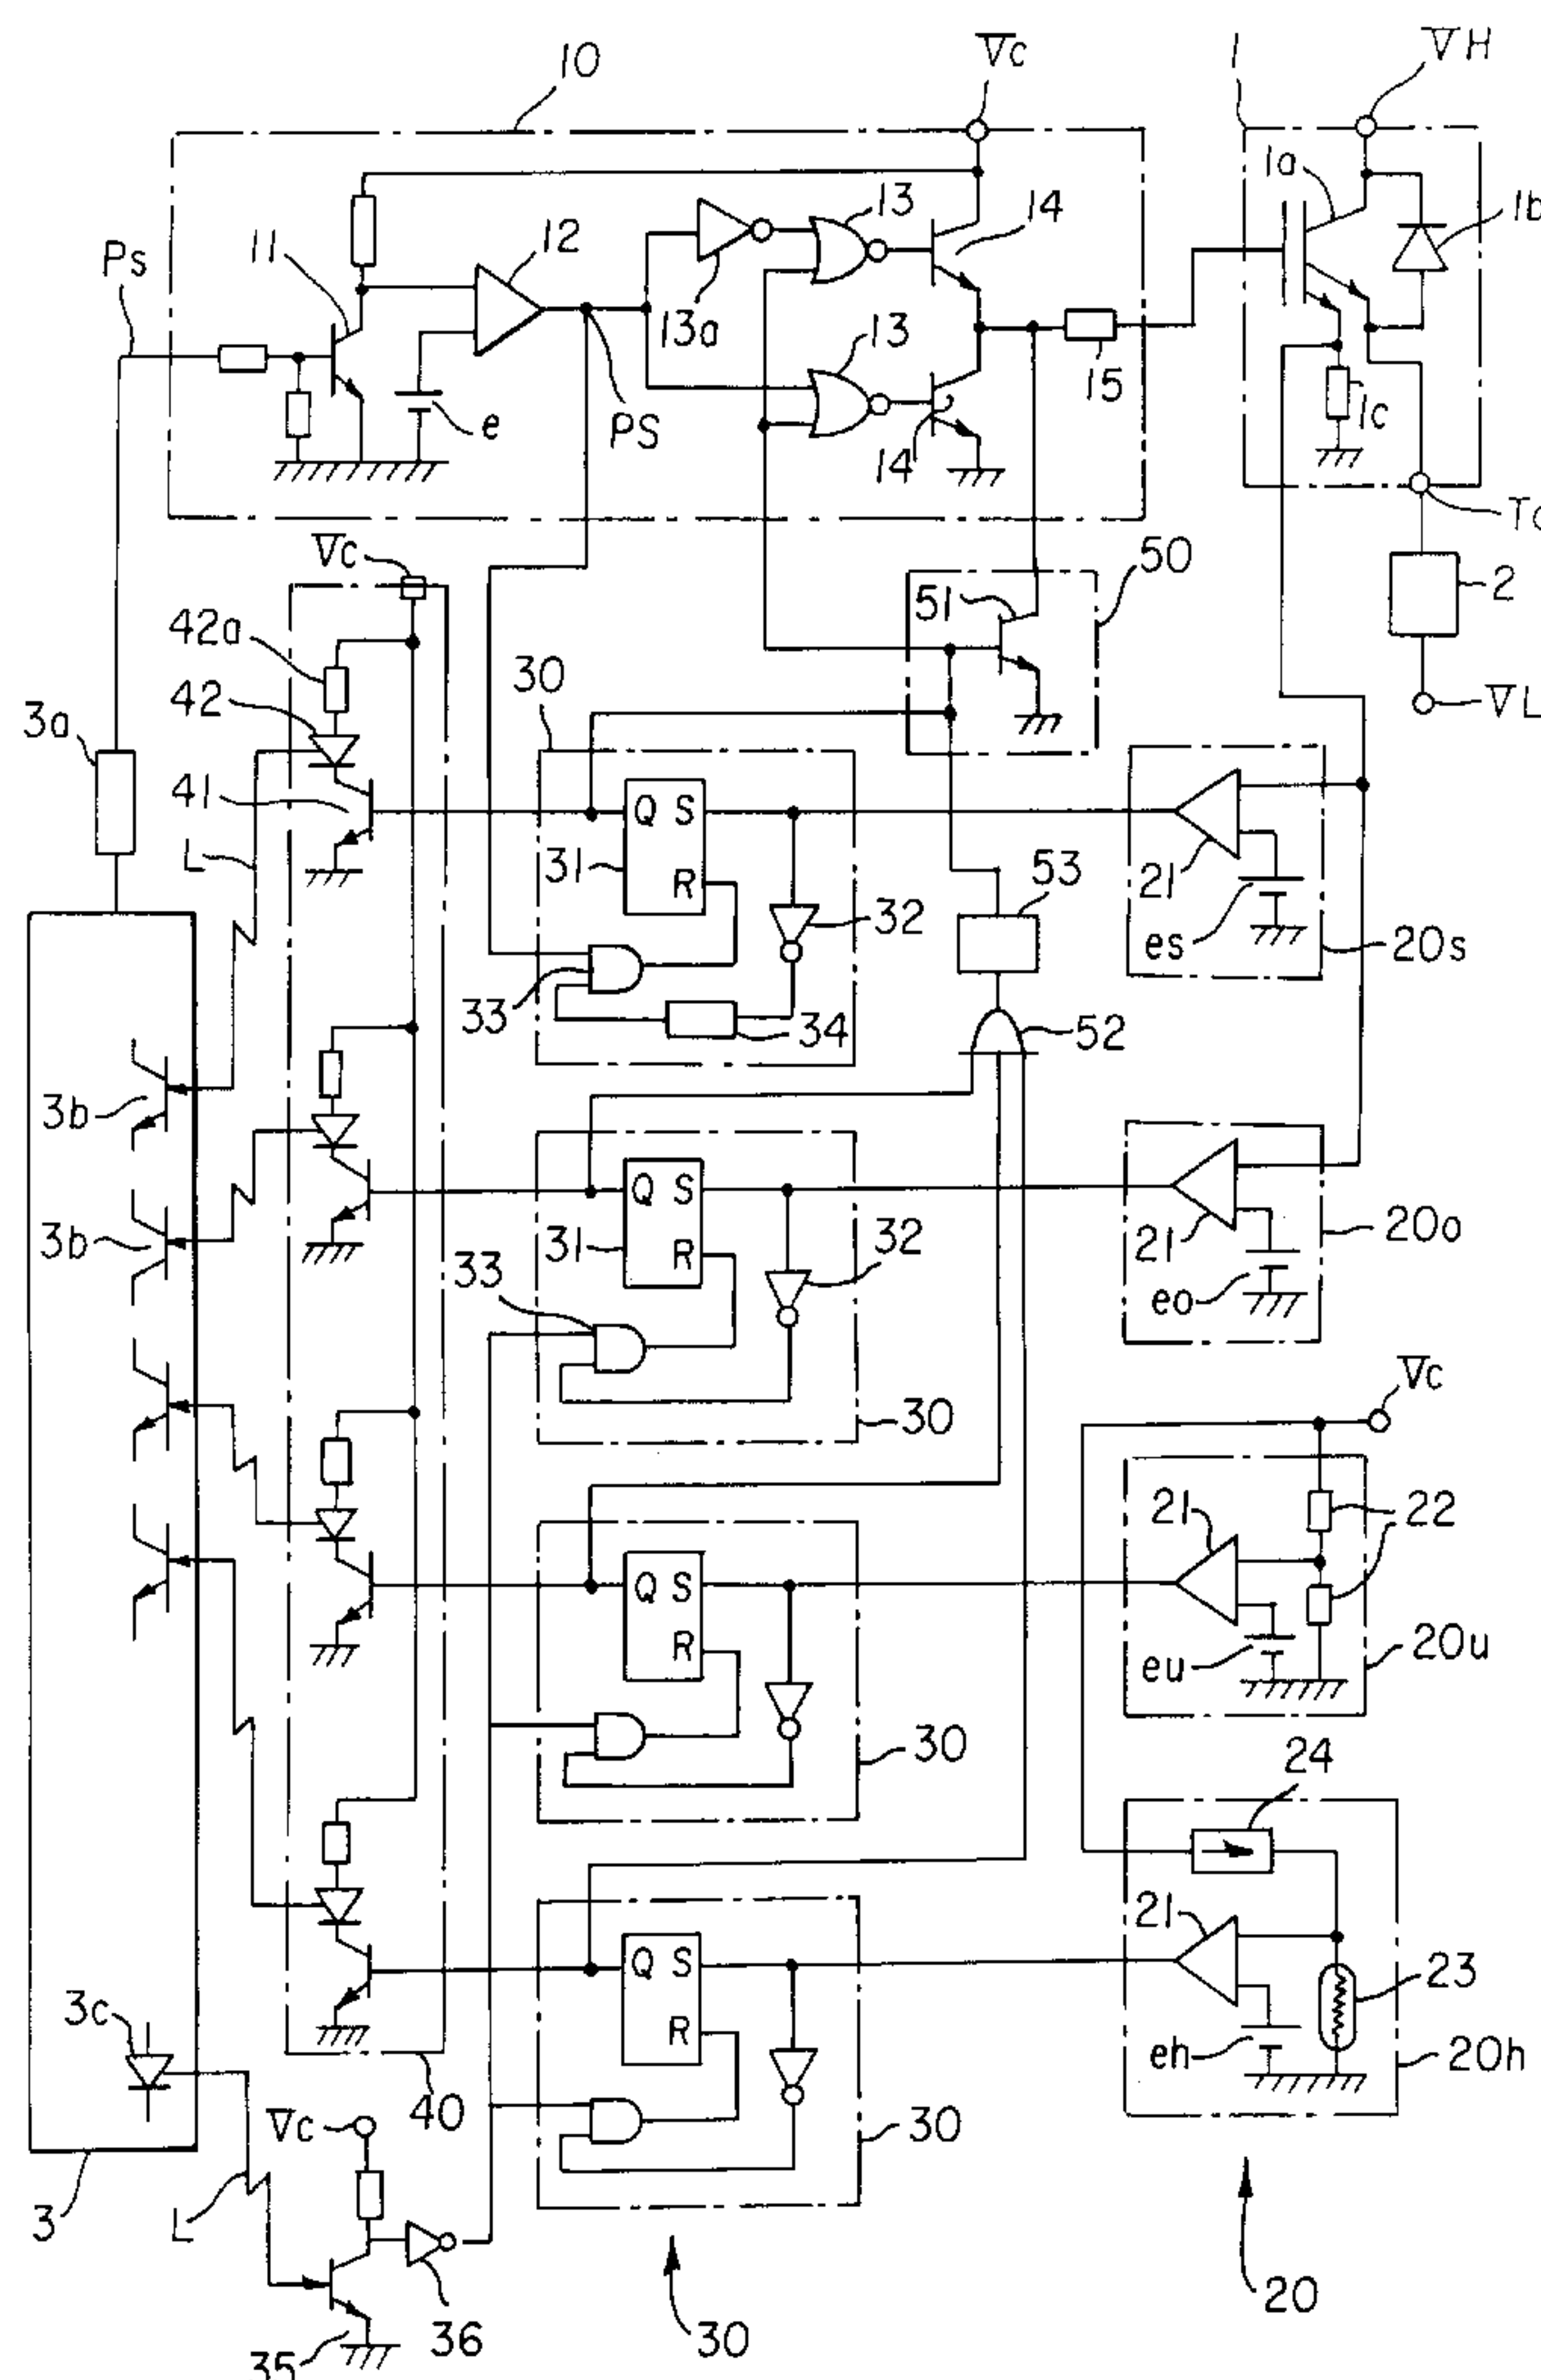 10
Vc
1
VH
1a
1b
Ps
11
12
13
14
13a
13
15
e
PS
14
1c
Vc
50
51
2
42a
42
30
VL
3a
41
Q S
R
31
21
L
53
es
20s
32
33
34
52
3b
Q S
R
31
21
20o
3b
32
33
eo
30
Vc
21
22
Q S
R
eu
20u
30
24
21
Q S
R
23
3c
eh
20h
40
Vc
30
3
L
36
30
20
35